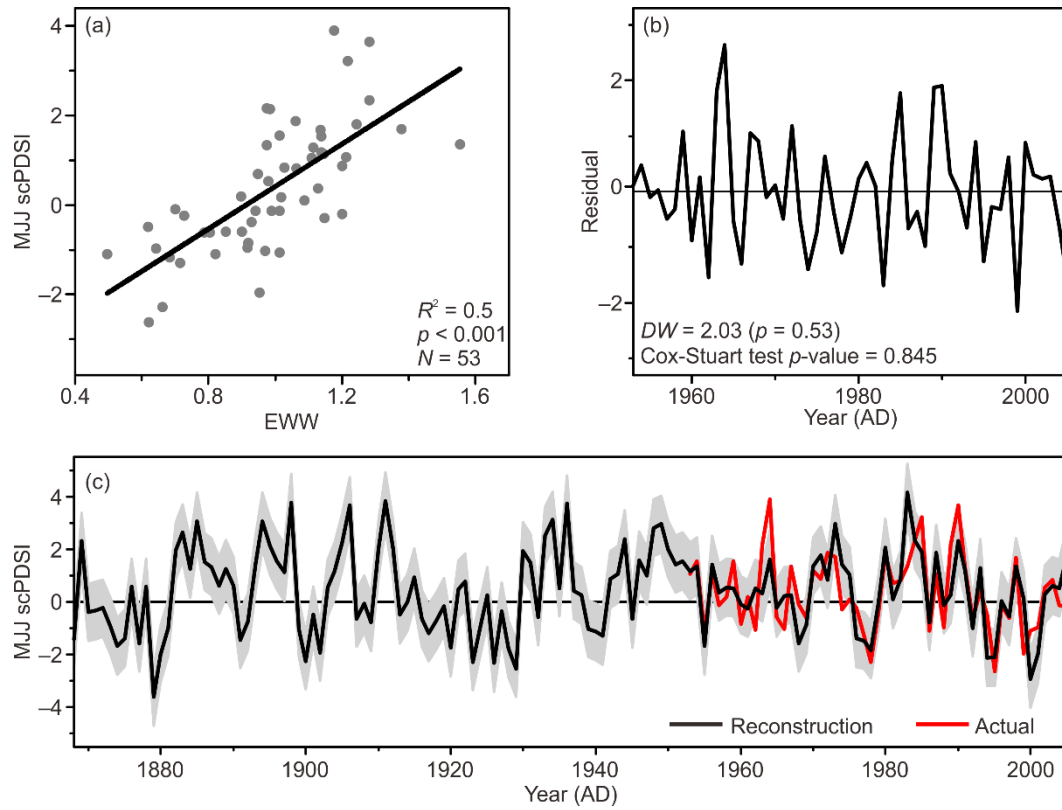 (a)
MJJ scPDSI
4
2
0
−2
R² = 0.5
p < 0.001
N = 53
0.4 0.8 1.2 1.6
EWW
(b)
Residual
2
0
−2
DW = 2.03 (p = 0.53)
Cox-Stuart test p-value = 0.845
1960 1980 2000
Year (AD)
(c)
MJJ scPDSI
4
2
0
−2
−4
Reconstruction Actual
1880 1900 1920 1940 1960 1980 2000
Year (AD)